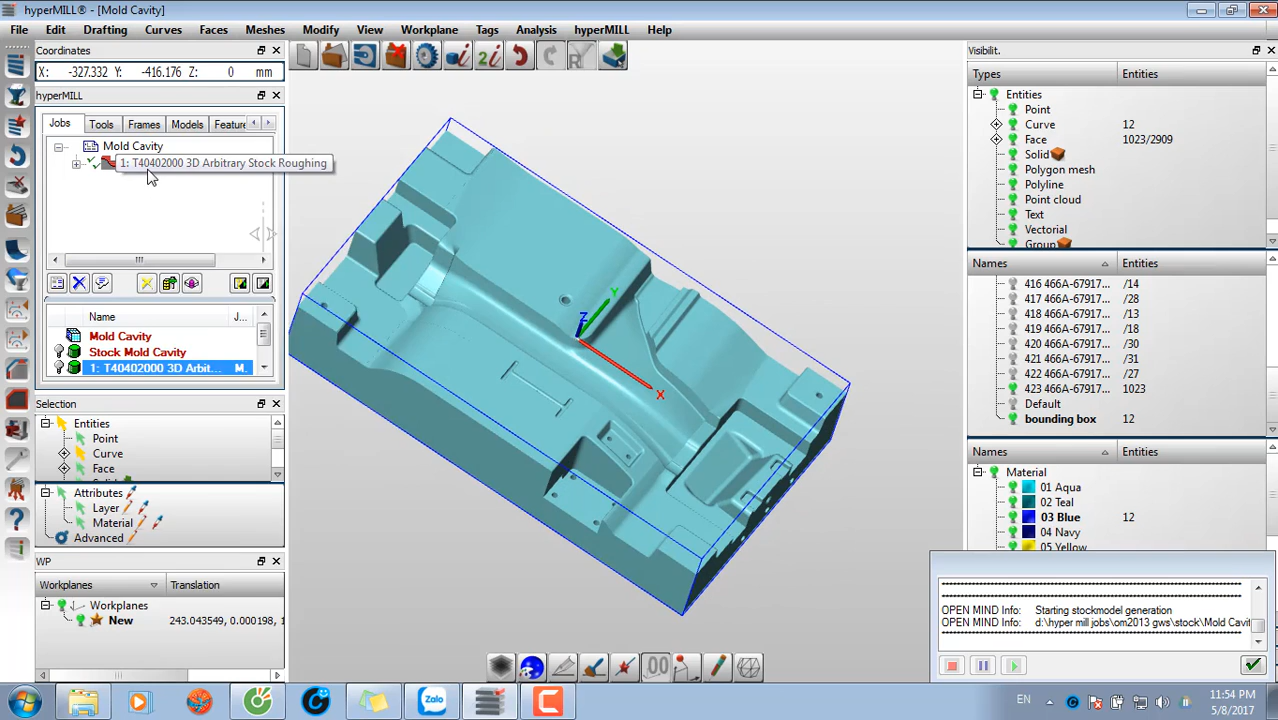 hyperMILL® - [Mold Cavity]
File Edit Drafting Curves Faces Meshes Modify View Workplane Tags Analysis hyperMILL Help
Coordinates
X: -327.332 Y: -416.176 Z: 0 mm
hyperMILL
Jobs Tools Frames Models Feature
Mold Cavity
1: T40402000 3D Arbitrary Stock Roughing
Name J...
Mold Cavity
Stock Mold Cavity
1: T40402000 3D Arbit... M.
Selection
Entities
Point
Curve
Face
Attributes
Layer
Material
Advanced
WP
Workplanes Translation
Workplanes
New 243.043549, 0.000198, 1
Z Y X
Visibilit.
Types Entities
Entities
Point
Curve 12
Face 1023/2909
Solid
Polygon mesh
Polyline
Point cloud
Text
Vectorial
Group
Names Entities
416 466A-67917... /14
417 466A-67917... /28
418 466A-67917... /13
419 466A-67917... /18
420 466A-67917... /30
421 466A-67917... /31
422 466A-67917... /27
423 466A-67917... 1023
Default
bounding box 12
Names Entities
Material
01 Aqua
02 Teal
03 Blue 12
04 Navy
05 Yellow
OPEN MIND Info: Starting stockmodel generation
OPEN MIND Info: d:\hyper mill jobs\om2013 gws\stock\Mold Cavit
Zalo
EN
11:54 PM
5/8/2017